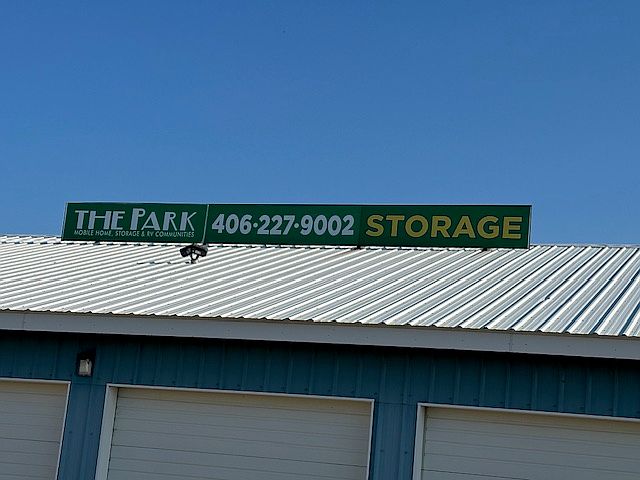 THE PARK
MOBILE HOME, STORAGE & RV COMMUNITIES
406·227·9002
STORAGE